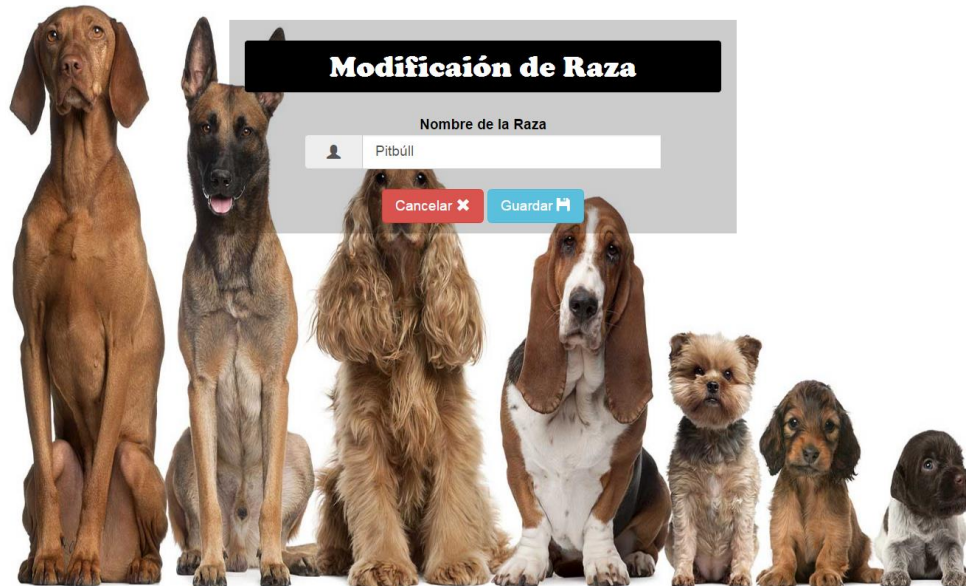 Modificaión de Raza
Nombre de la Raza
Pitbúll
Cancelar
Guardar